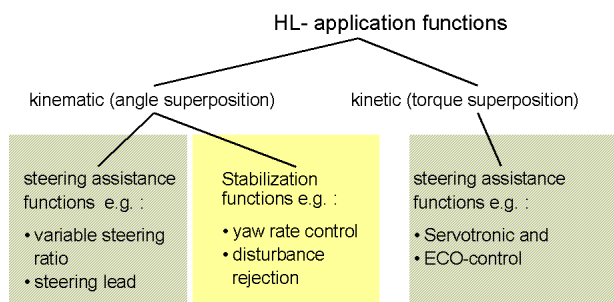 HL- application functions
kinematic (angle superposition)
kinetic (torque superposition)
steering assistance
functions e.g. :
• variable steering
ratio
• steering lead
Stabilization
functions e.g. :
• yaw rate control
• disturbance
rejection
steering assistance
functions e.g. :
• Servotronic and
• ECO-control